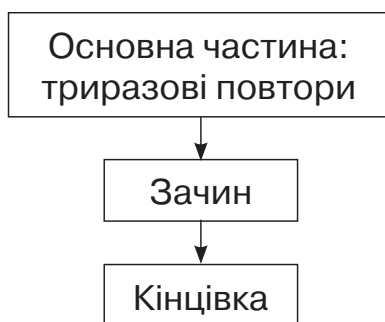 Основна частина:
триразові повтори
Зачин
Кінцівка